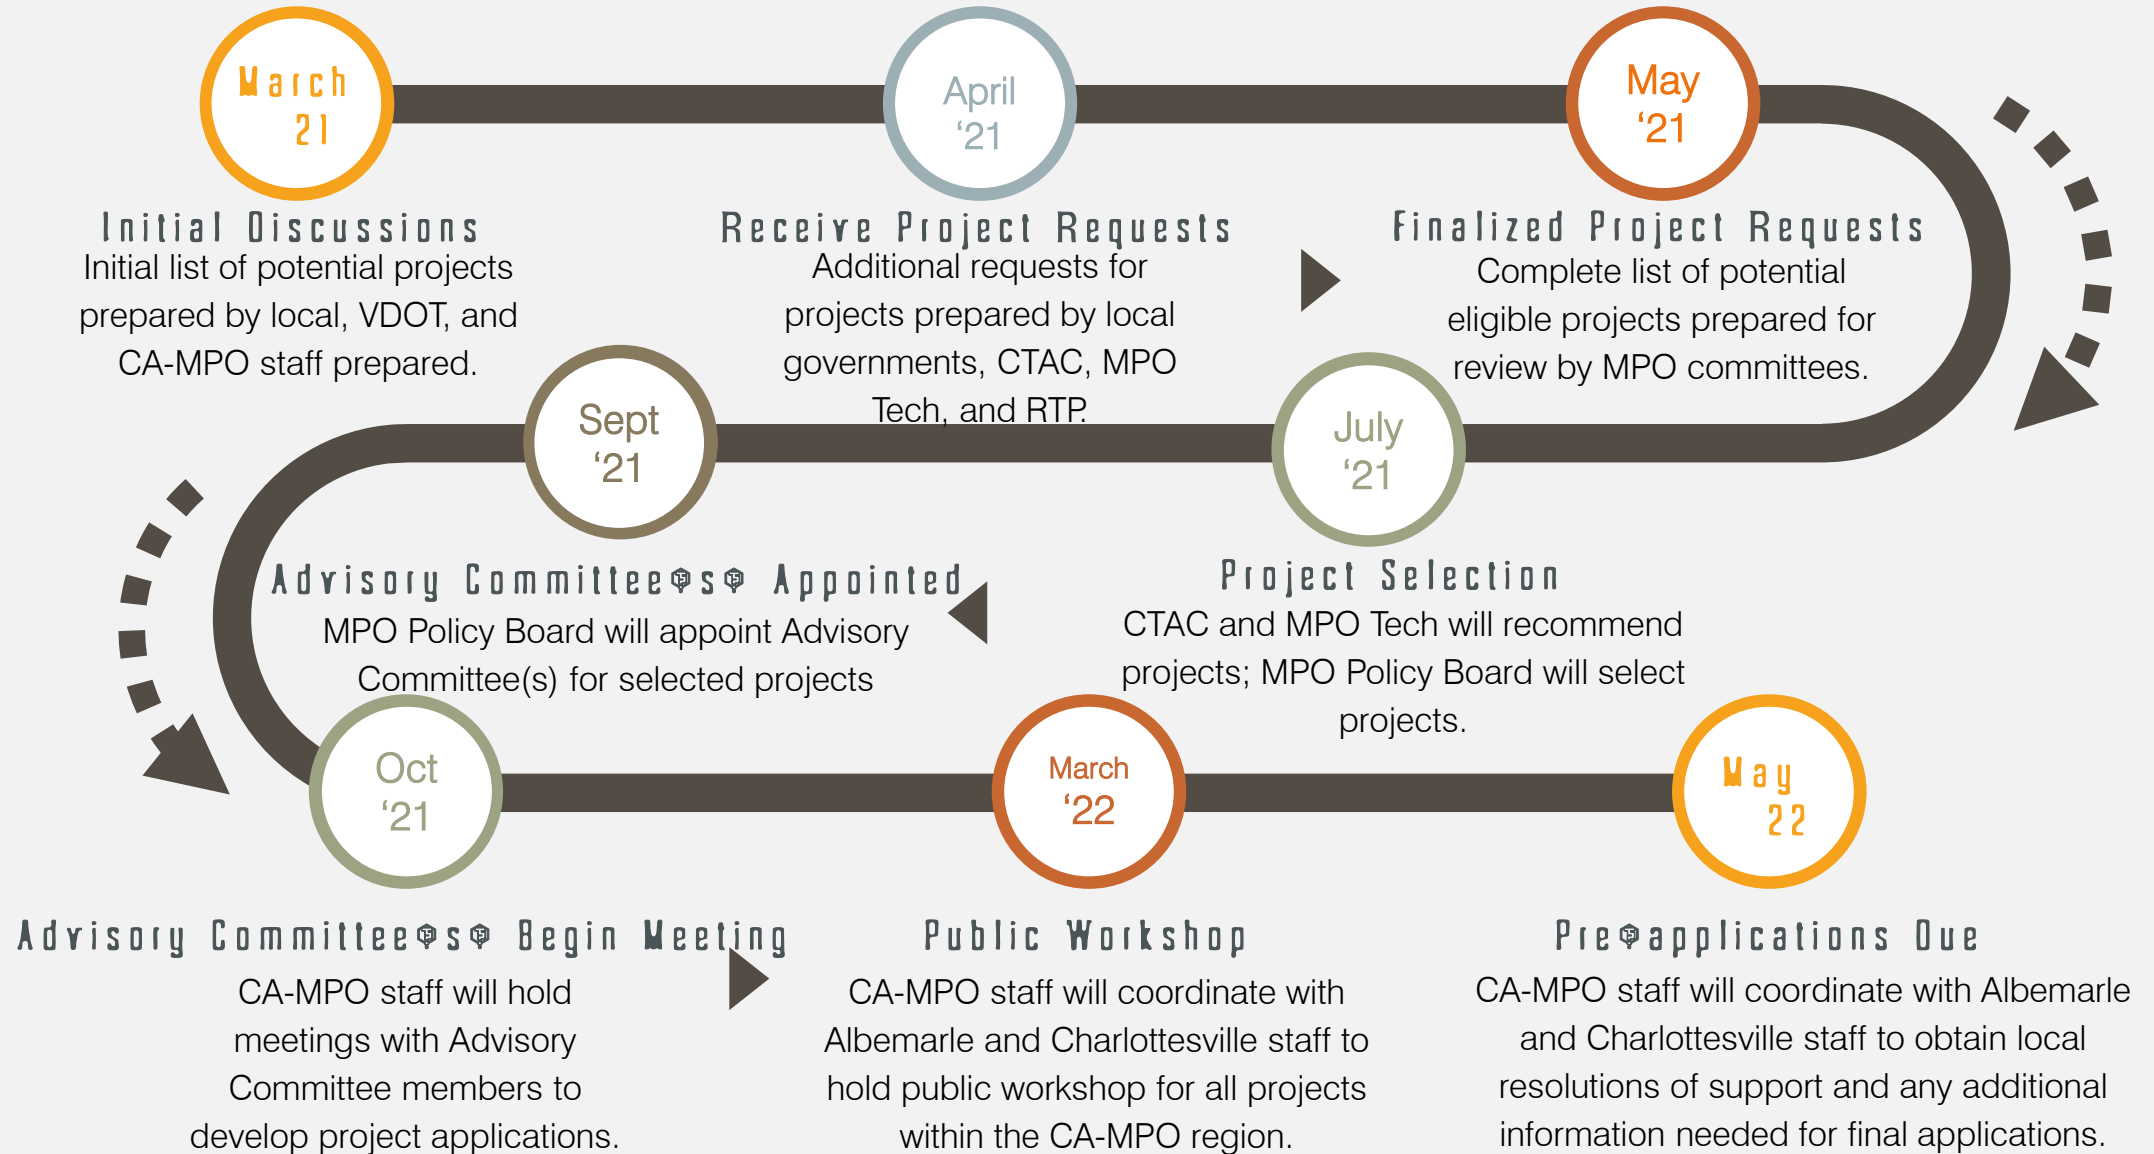 March
21
Initial Discussions
Initial list of potential projects
prepared by local, VDOT, and
CA-MPO staff prepared.
April
‘21
Receive Project Requests
Additional requests for
projects prepared by local
governments, CTAC, MPO
Tech, and RTP.
May
‘21
Finalized Project Requests
Complete list of potential
eligible projects prepared for
review by MPO committees.
July
‘21
Project Selection
CTAC and MPO Tech will recommend
projects; MPO Policy Board will select
projects.
Sept
‘21
Advisory Committee s Appointed
MPO Policy Board will appoint Advisory
Committee(s) for selected projects
Oct
‘21
Advisory Committee s Begin Meeting
CA-MPO staff will hold
meetings with Advisory
Committee members to
develop project applications.
March
‘22
Public Workshop
CA-MPO staff will coordinate with
Albemarle and Charlottesville staff to
hold public workshop for all projects
within the CA-MPO region.
May
22
Pre applications Due
CA-MPO staff will coordinate with Albemarle
and Charlottesville staff to obtain local
resolutions of support and any additional
information needed for final applications.